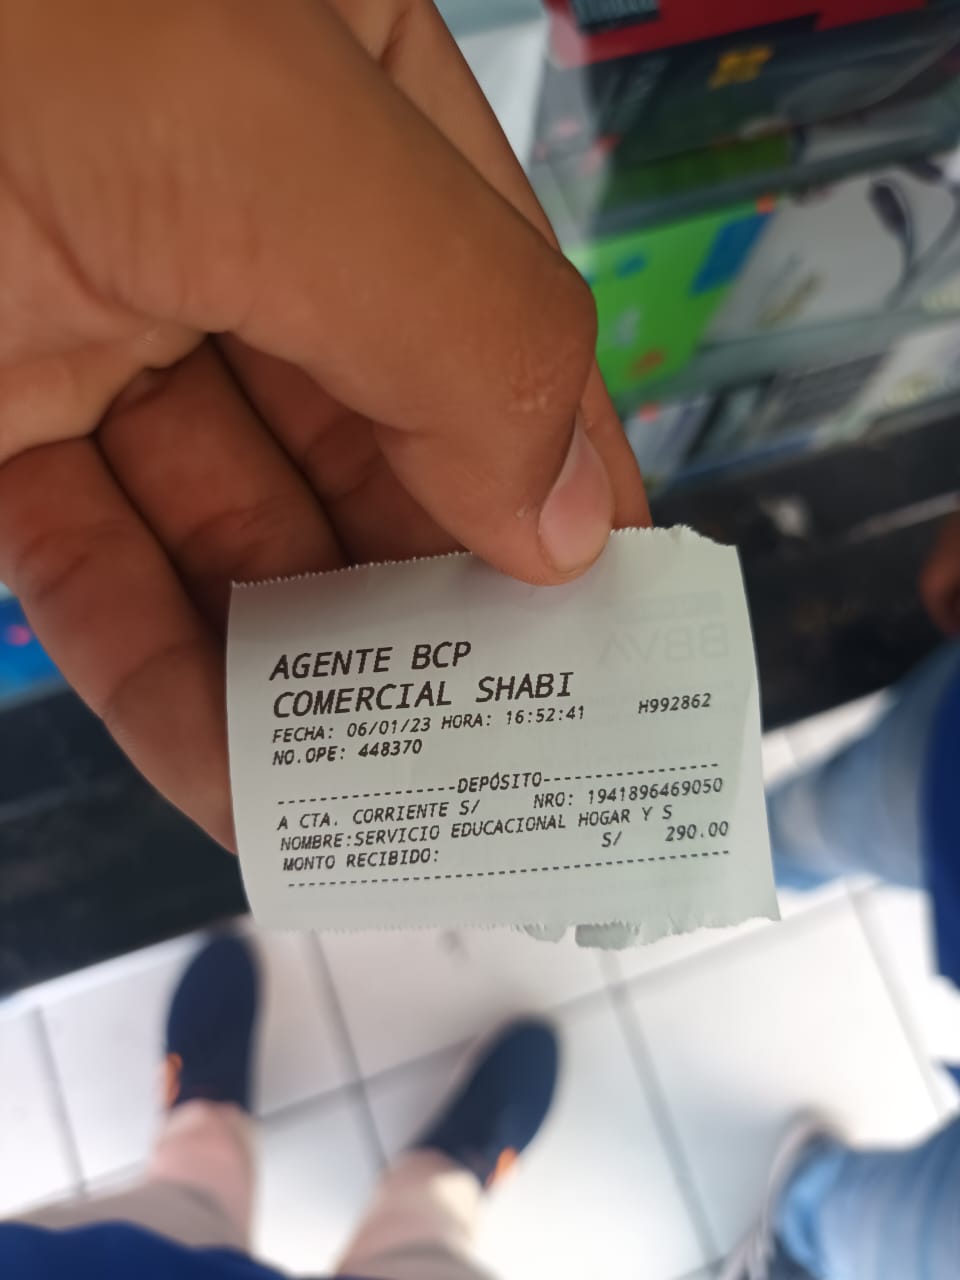 AGENTE BCP
COMERCIAL SHABI
FECHA: 06/01/23 HORA: 16:52:41 H992862
NO.OPE: 448370
-----------------DEPÓSITO-----------------
A CTA. CORRIENTE S/ NRO: 1941896469050
NOMBRE:SERVICIO EDUCACIONAL HOGAR Y S
MONTO RECIBIDO: S/ 290.00
------------------------------------------
BBVA